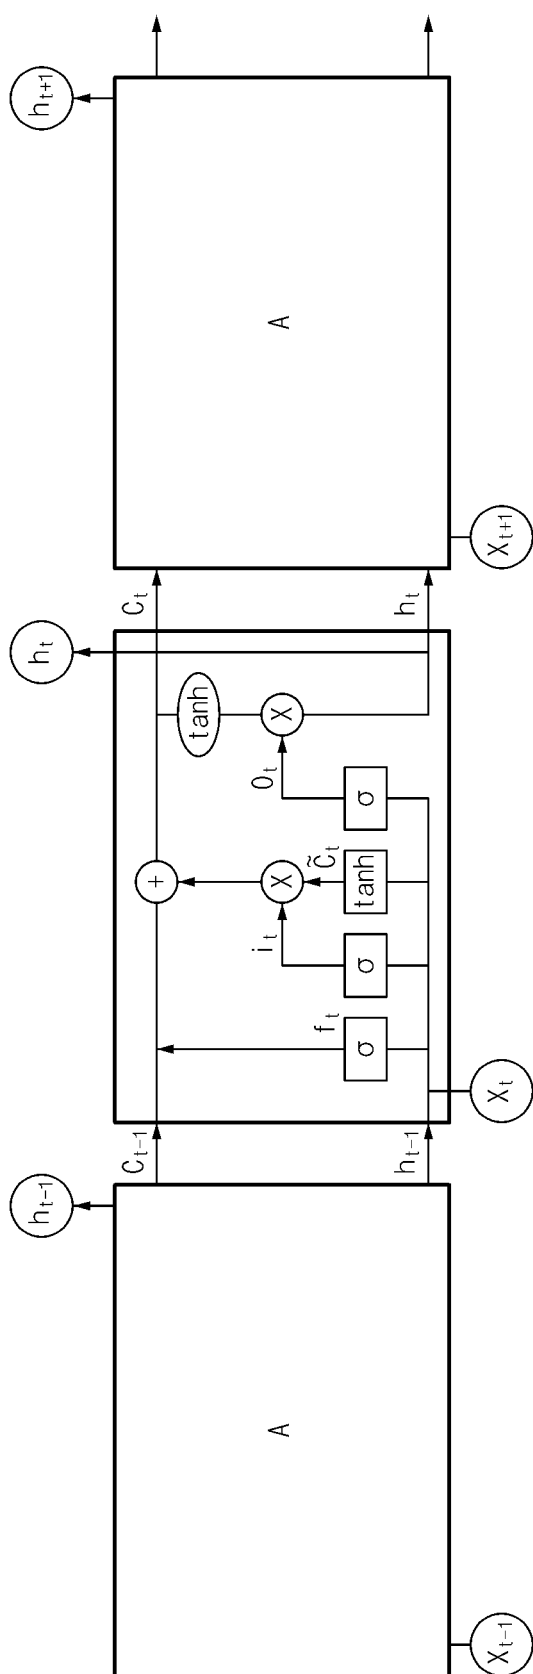 h_{t-1} h_t h_{t+1}
C_{t-1} C_t
tanh
+
X X
A i_t O_t A
f_t C̃_t
σ σ tanh σ
h_{t-1} h_t
X_{t-1} X_t X_{t+1}